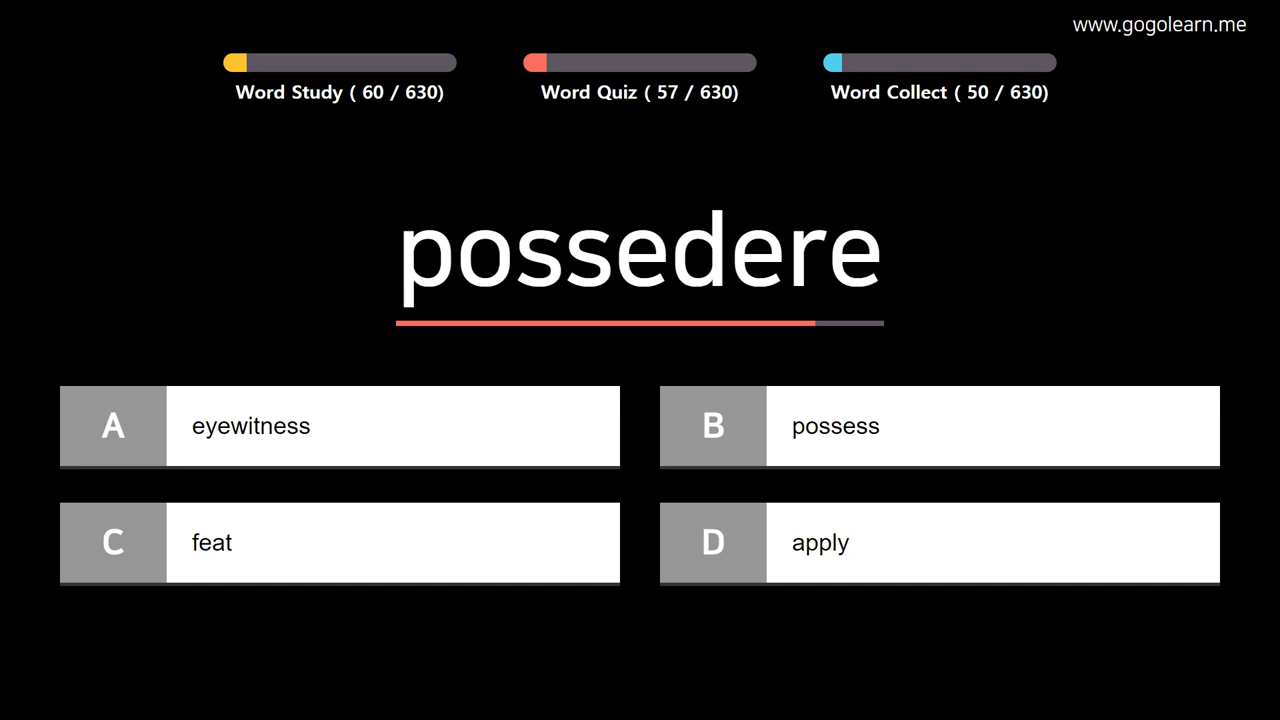 www.gogolearn.me
Word Study ( 60 / 630)
Word Quiz ( 57 / 630)
Word Collect ( 50 / 630)
possedere
A eyewitness
B possess
C feat
D apply